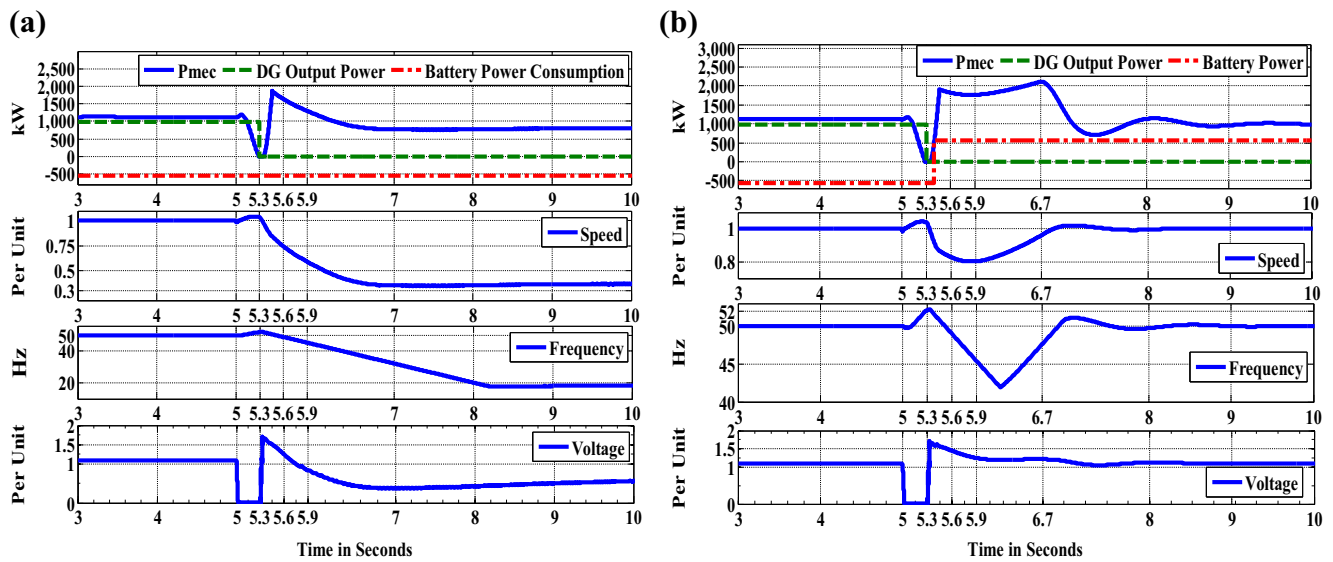 (a)
Pmec DG Output Power Battery Power Consumption
kW
2,500
2,000
1,500
1,000
500
0
-500
3 4 5 5.3 5.6 5.9 7 8 9 10
Speed
Per Unit
1
0.75
0.5
0.3
3 4 5 5.3 5.6 5.9 7 8 9 10
Frequency
Hz
50
40
20
3 4 5 5.3 5.6 5.9 7 8 9 10
Voltage
Per Unit
2
1.5
1
0
3 4 5 5.3 5.6 5.9 7 8 9 10
Time in Seconds
(b)
Pmec DG Output Power Battery Power
kW
3,000
2,500
2,000
1,500
1,000
500
0
-500
3 4 5 5.3 5.6 5.9 6.7 8 9 10
Speed
Per Unit
1
0.8
3 4 5 5.3 5.6 5.9 6.7 8 9 10
Frequency
Hz
52
50
45
40
3 4 5 5.3 5.6 5.9 6.7 8 9 10
Voltage
Per Unit
2
1.5
1
0
3 4 5 5.3 5.6 5.9 6.7 8 9 10
Time in Seconds